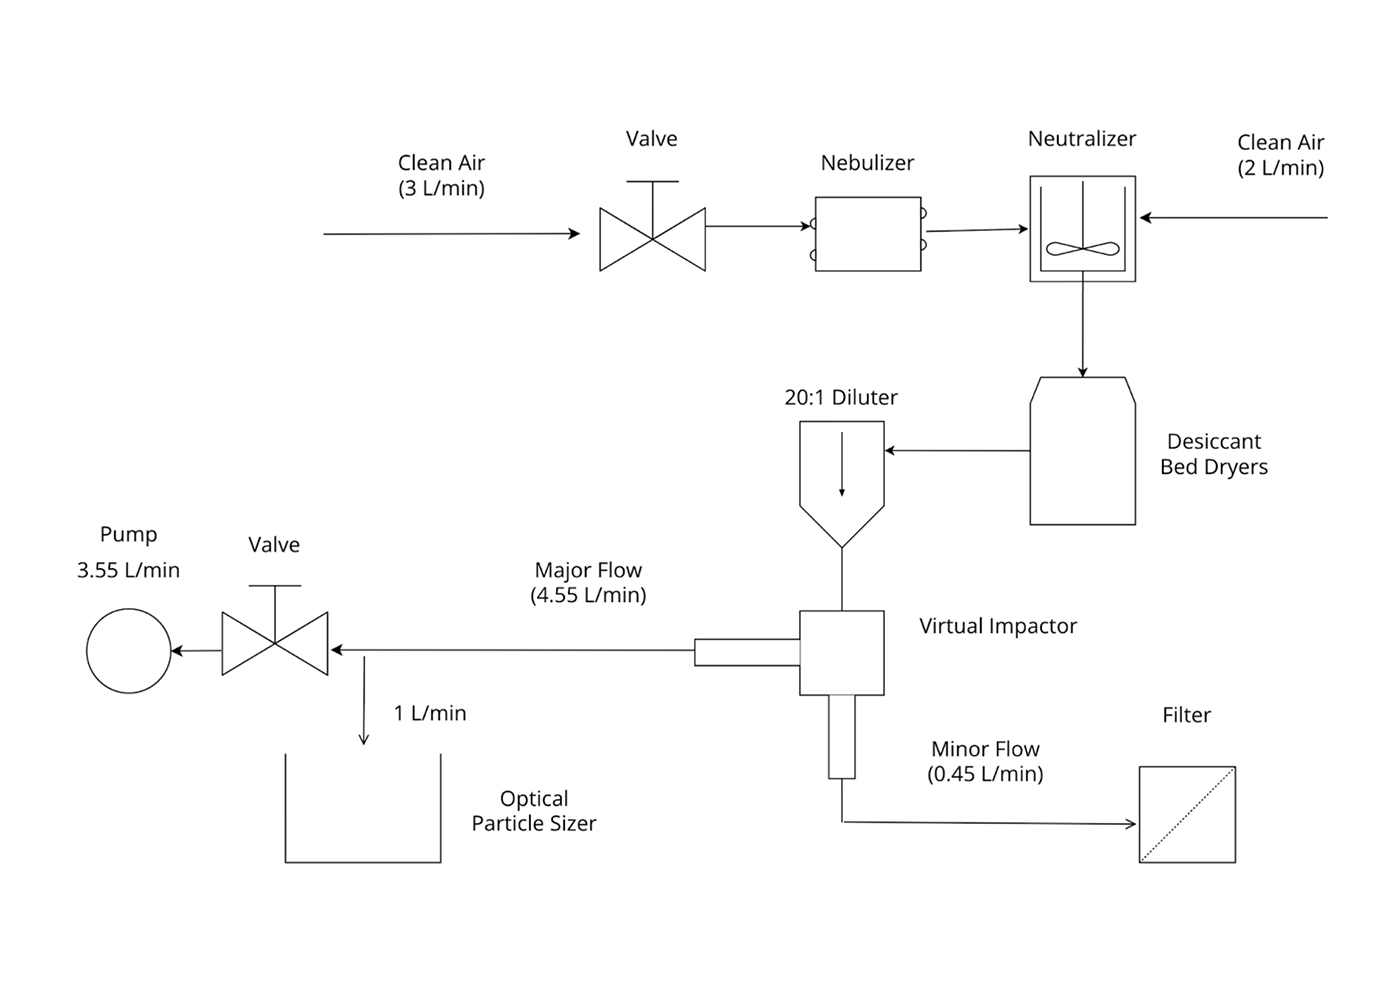 Valve
Neutralizer
Clean Air
(3 L/min)
Nebulizer
Clean Air
(2 L/min)
20:1 Diluter
Desiccant
Bed Dryers
Pump
3.55 L/min
Valve
Major Flow
(4.55 L/min)
Virtual Impactor
1 L/min
Filter
Minor Flow
(0.45 L/min)
Optical
Particle Sizer